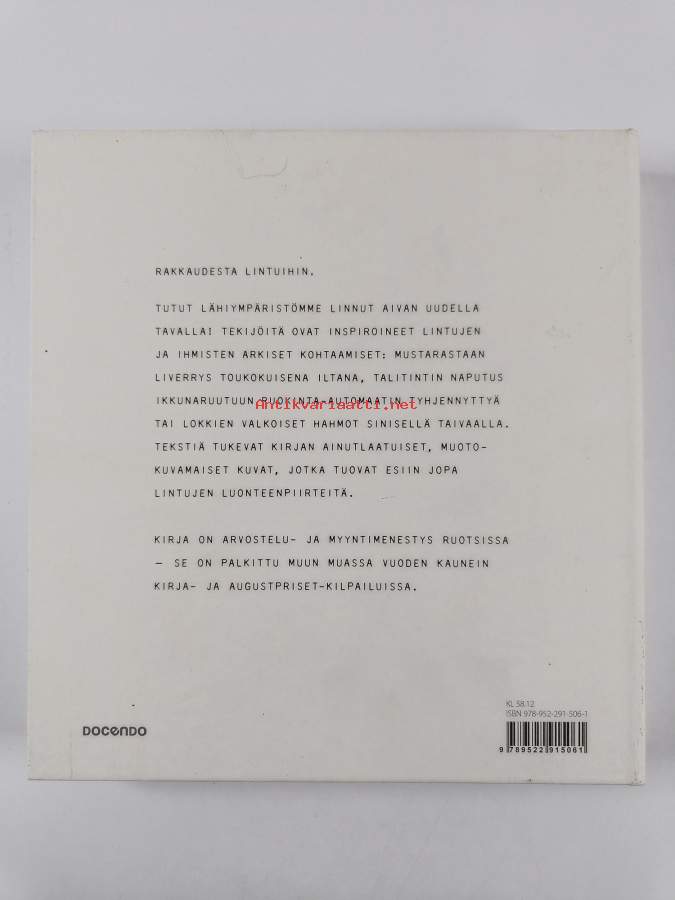 RAKKAUDESTA LINTUIHIN.
TUTUT LÄHIYMPÄRISTÖMME LINNUT AIVAN UUDELLA
TAVALLA! TEKIJÖITÄ OVAT INSPIROINEET LINTUJEN
JA IHMISTEN ARKISET KOHTAAMISET: MUSTARASTAAN
LIVERRYS TOUKOKUISENA ILTANA, TALITINTIN NAPUTUS
IKKUNARUUTUUN RUOKINTA-AUTOMAATIN TYHJENNYTTYÄ
Antikvariaatti.net
TAI LOKKIEN VALKOISET HAHMOT SINISELLÄ TAIVAALLA.
TEKSTIÄ TUKEVAT KIRJAN AINUTLAATUISET, MUOTO-
KUVAMAISET KUVAT, JOTKA TUOVAT ESIIN JOPA
LINTUJEN LUONTEENPIIRTEITÄ.
KIRJA ON ARVOSTELU- JA MYYNTIMENESTYS RUOTSISSA
– SE ON PALKITTU MUUN MUASSA VUODEN KAUNEIN
KIRJA- JA AUGUSTPRISET-KILPAILUISSA.
KL 58.12
ISBN 978-952-291-506-1
DOCENDO
9 789522 915061